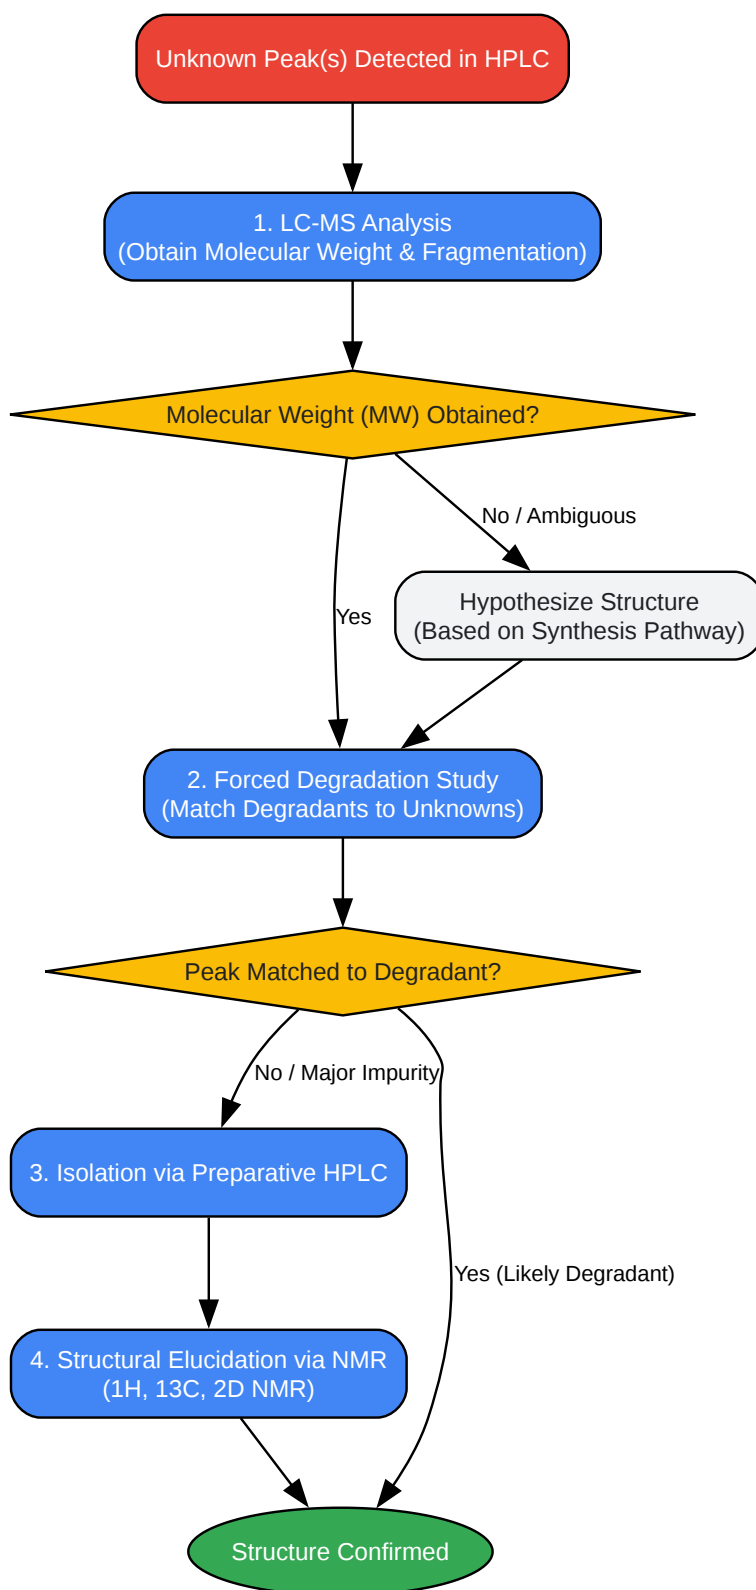 Unknown Peak(s) Detected in HPLC
1. LC-MS Analysis
(Obtain Molecular Weight & Fragmentation)
Molecular Weight (MW) Obtained?
No / Ambiguous
Hypothesize Structure
(Based on Synthesis Pathway)
Yes
2. Forced Degradation Study
(Match Degradants to Unknowns)
Peak Matched to Degradant?
No / Major Impurity
3. Isolation via Preparative HPLC
Yes (Likely Degradant)
4. Structural Elucidation via NMR
(1H, 13C, 2D NMR)
Structure Confirmed